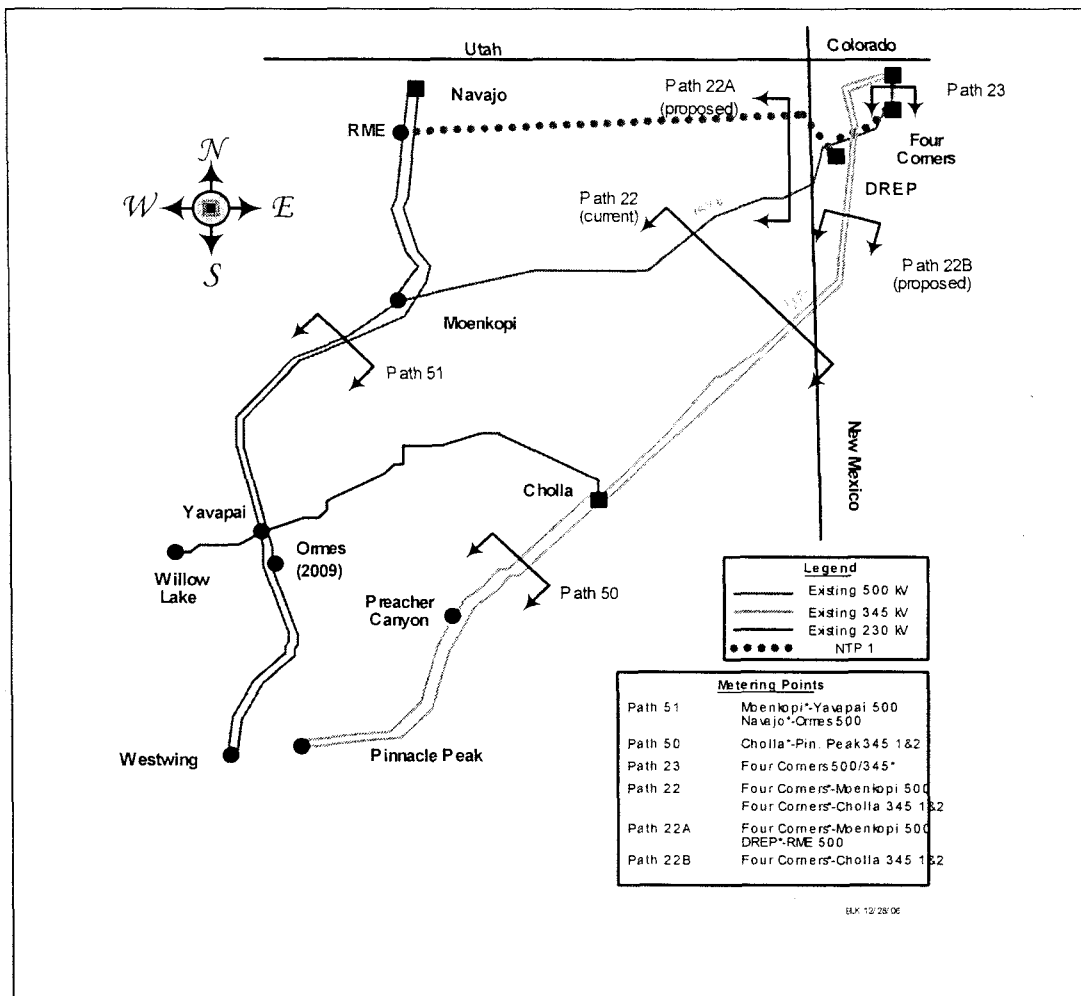 Utah
Colorado
Navajo
Path 22A
(proposed)
Path 23
RME
Four
Corners
DREP
N
W
E
S
Path 22
(current)
Path 22B
(proposed)
Moenkopi
Path 51
New Mexico
Cholla
Yavapai
Ormes
(2009)
Willow
Lake
Path 50
Preacher
Canyon
Westwing
Pinnacle Peak
Legend
Existing 500 kV
Existing 345 kV
Existing 230 kV
NTP 1
Metering Points
Path 51 Moenkopi*-Yavapai 500
Navajo*-Ormes 500
Path 50 Cholla*-Pin. Peak 345 1&2
Path 23 Four Corners 500/345*
Path 22 Four Corners*-Moenkopi 500
Four Corners*-Cholla 345 1&2
Path 22A Four Corners*-Moenkopi 500
DREP*-RME 500
Path 22B Four Corners*-Cholla 345 1&2
BLK 12/28/06